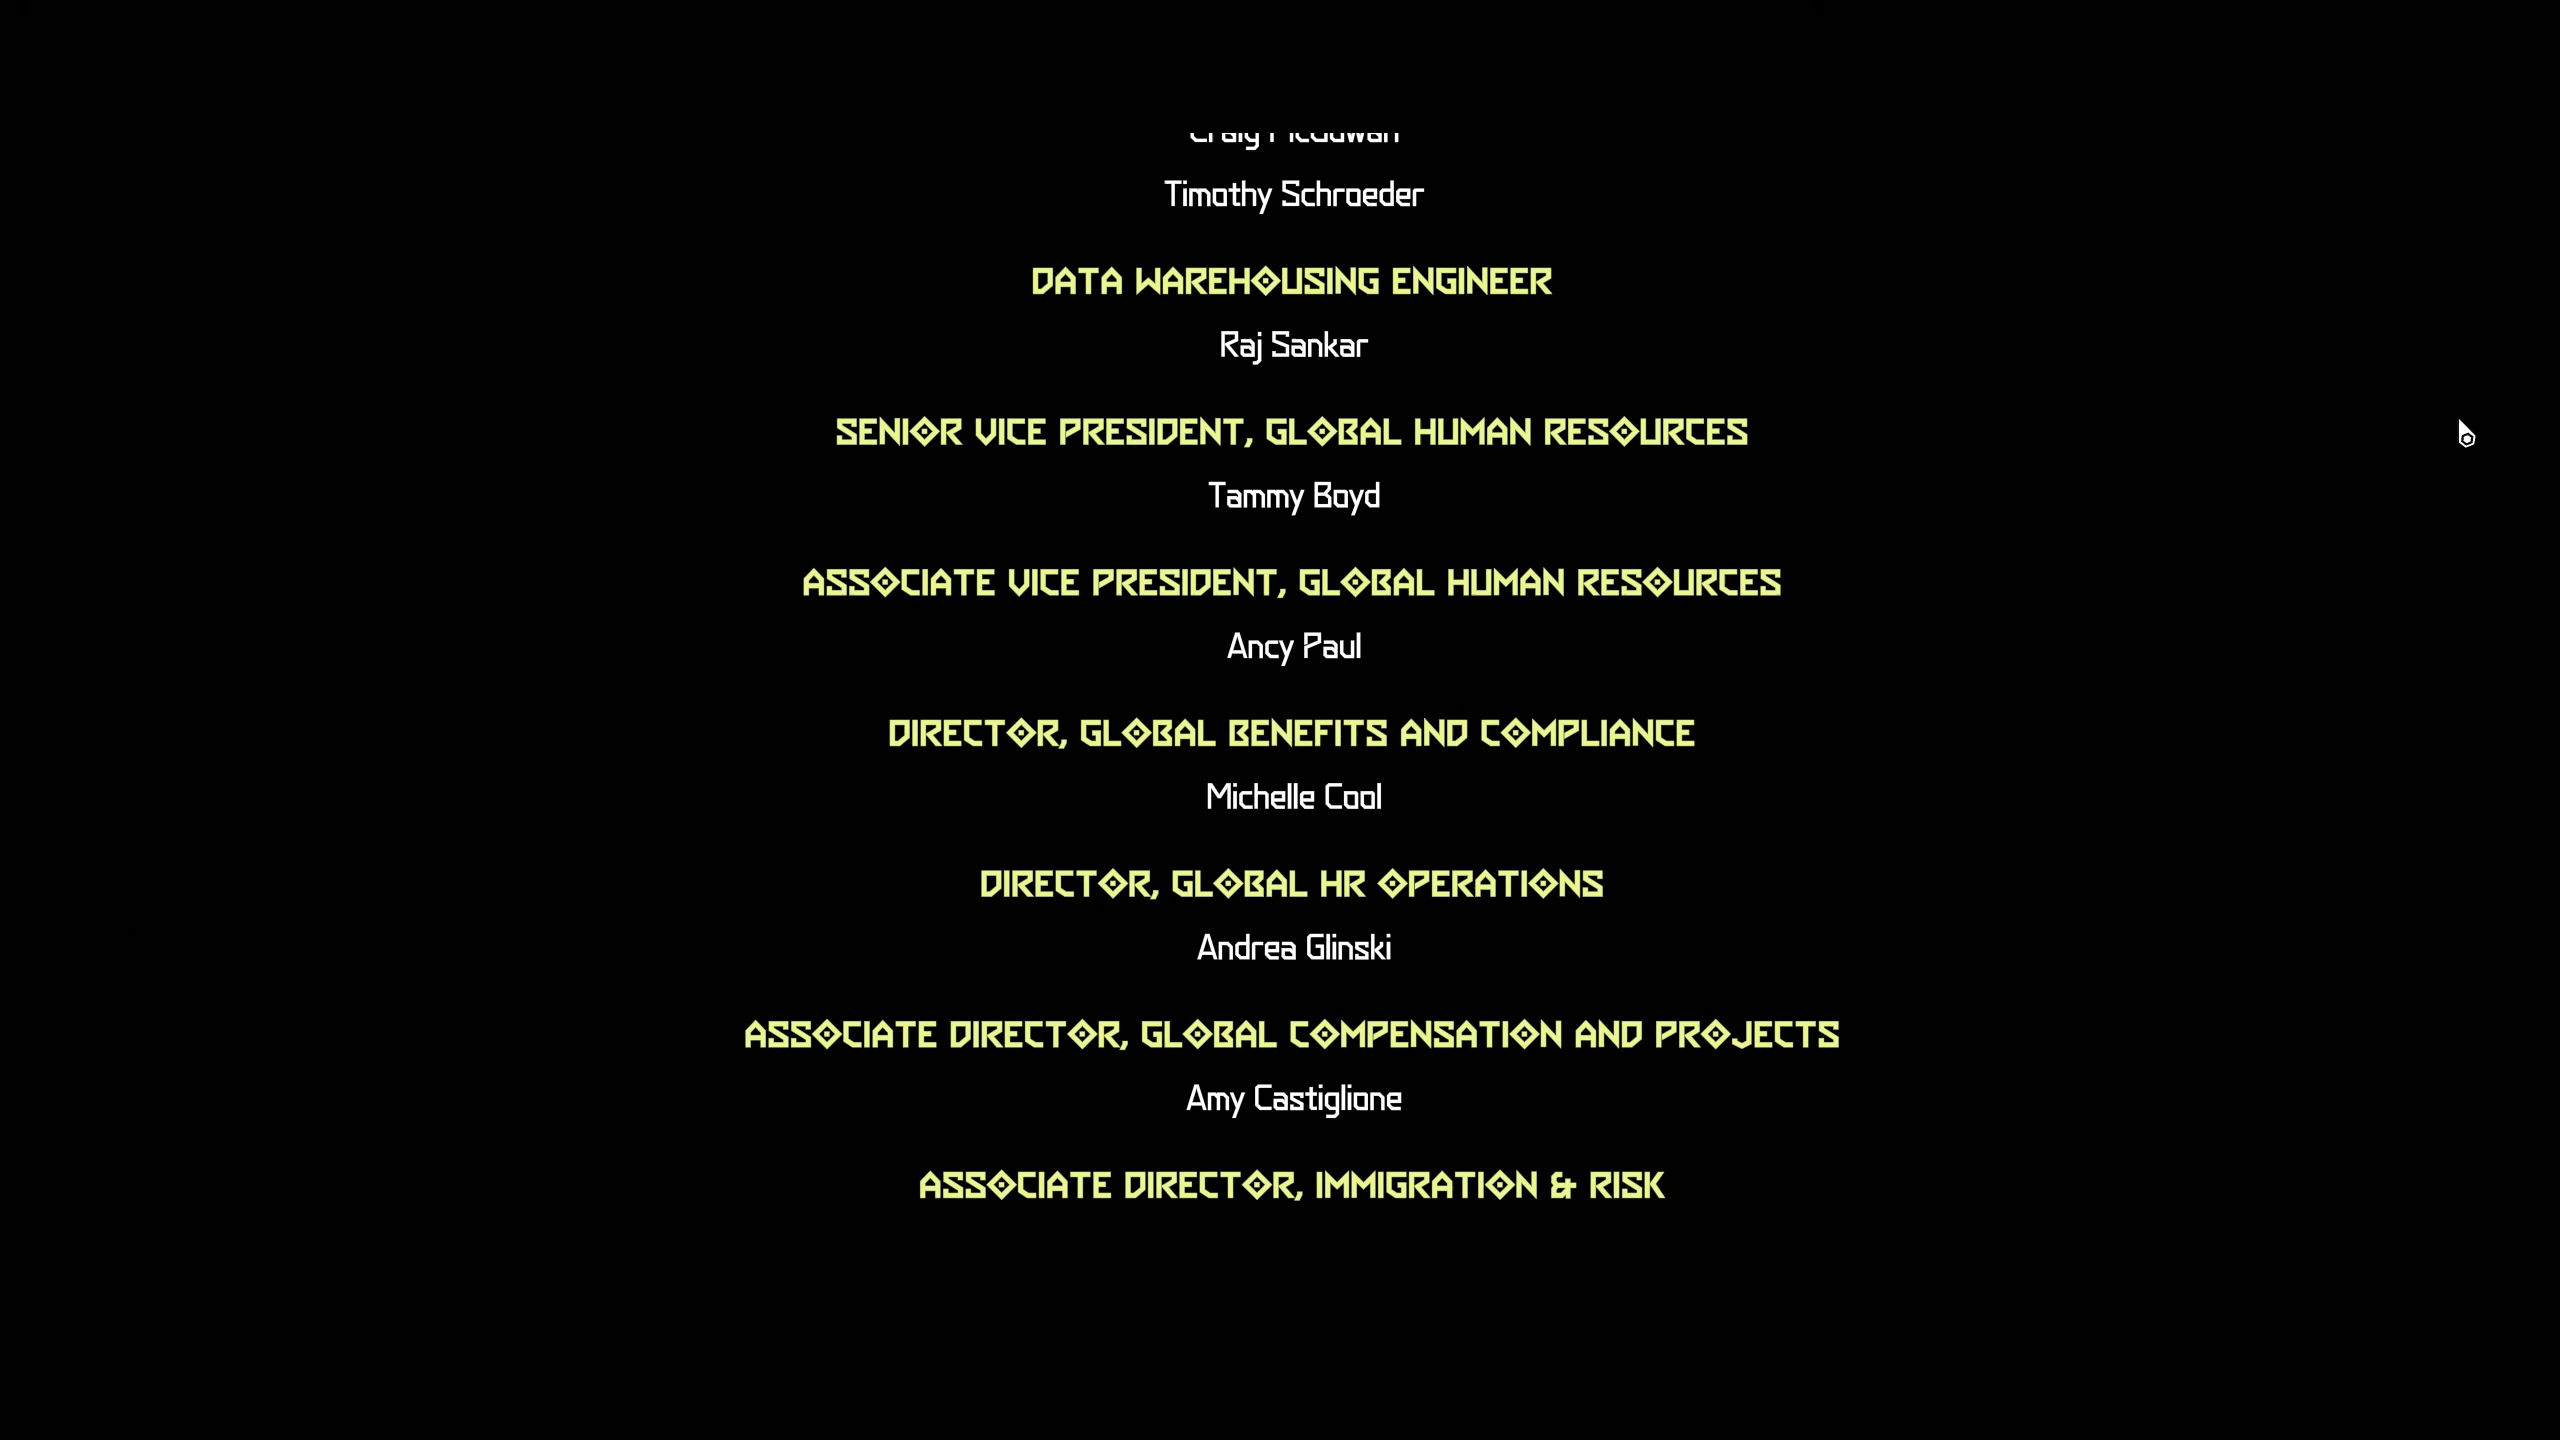 Craig McGowan
Timothy Schroeder
DATA WAREHOUSING ENGINEER
Raj Sankar
SENIOR VICE PRESIDENT, GLOBAL HUMAN RESOURCES
Tammy Boyd
ASSOCIATE VICE PRESIDENT, GLOBAL HUMAN RESOURCES
Ancy Paul
DIRECTOR, GLOBAL BENEFITS AND COMPLIANCE
Michelle Cool
DIRECTOR, GLOBAL HR OPERATIONS
Andrea Glinski
ASSOCIATE DIRECTOR, GLOBAL COMPENSATION AND PROJECTS
Amy Castiglione
ASSOCIATE DIRECTOR, IMMIGRATION & RISK